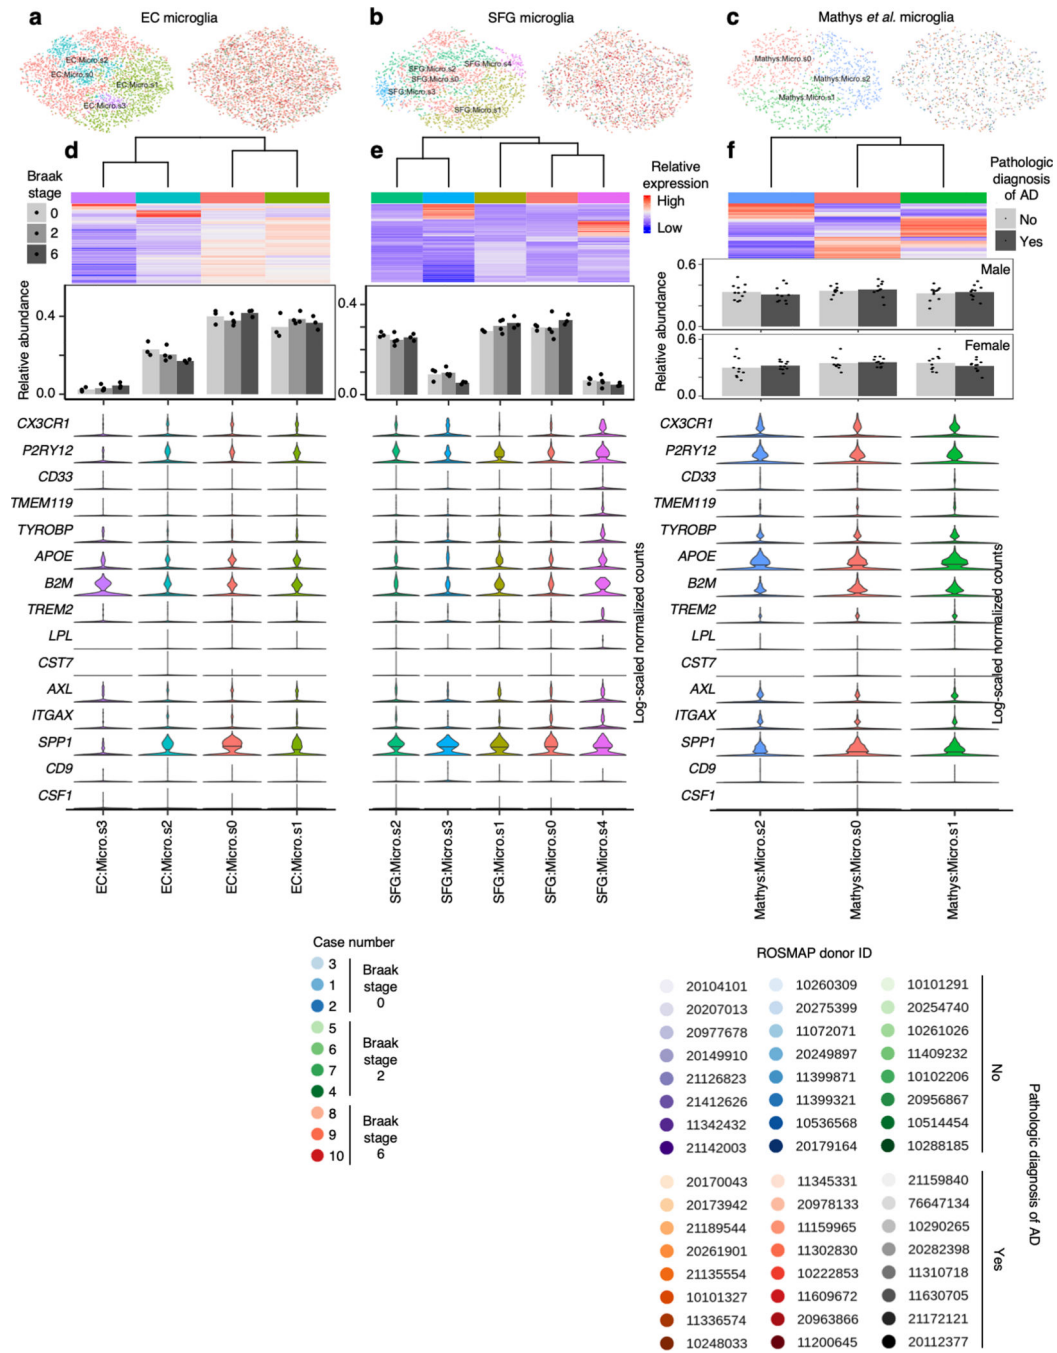 a EC microglia
b SFG microglia
c Mathys et al. microglia
EC:Micro.s2
EC:Micro.s0
EC:Micro.s1
EC:Micro.s3
SFG:Micro.s4
SFG:Micro.s2
SFG:Micro.s0
SFG:Micro.s3
SFG:Micro.s1
Mathys:Micro.s0
Mathys:Micro.s2
Mathys:Micro.s1
d
e
f
Braak
stage
0
2
6
Relative
expression
High
Low
Pathologic
diagnosis
of AD
No
Yes
Relative abundance
0.4
0.0
0.4
0.0
Relative abundance
0.6
0.0
Male
0.6
0.0
Female
CX3CR1
P2RY12
CD33
TMEM119
TYROBP
APOE
B2M
TREM2
LPL
CST7
AXL
ITGAX
SPP1
CD9
CSF1
Log-scaled normalized counts
CX3CR1
P2RY12
CD33
TMEM119
TYROBP
APOE
B2M
TREM2
LPL
CST7
AXL
ITGAX
SPP1
CD9
CSF1
Log-scaled normalized counts
EC:Micro.s3
EC:Micro.s2
EC:Micro.s0
EC:Micro.s1
SFG:Micro.s2
SFG:Micro.s3
SFG:Micro.s1
SFG:Micro.s0
SFG:Micro.s4
Mathys:Micro.s2
Mathys:Micro.s0
Mathys:Micro.s1
Case number
3
1
2
Braak
stage
0
5
6
7
4
Braak
stage
2
8
9
10
Braak
stage
6
ROSMAP donor ID
20104101 10260309 10101291
20207013 20275399 20254740
20977678 11072071 10261026
20149910 20249897 11409232
21126823 11399871 10102206
21412626 11399321 20956867
11342432 10536568 10514454
21142003 20179164 10288185
No
20170043 11345331 21159840
20173942 20978133 76647134
21189544 11159965 10290265
20261901 11302830 20282398
21135554 10222853 11310718
10101327 11609672 11630705
11336574 20963866 21172121
10248033 11200645 20112377
Yes
Pathologic diagnosis of AD